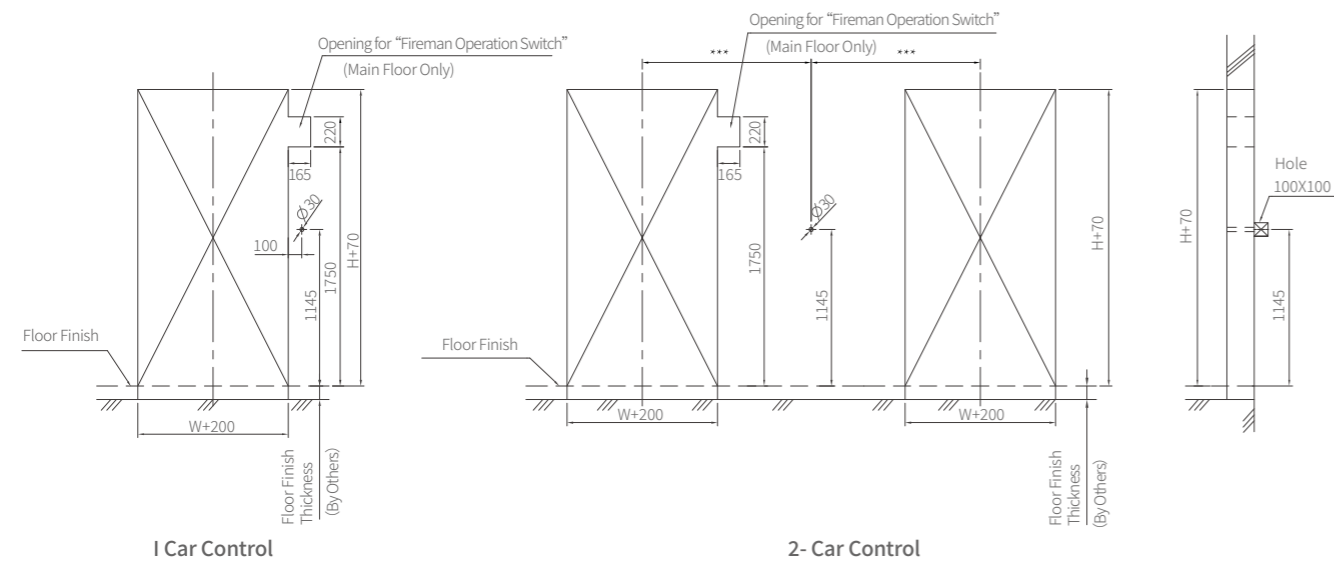 Opening for “Fireman Operation Switch”
(Main Floor Only)
220
165
Ø30
100
1145
1750
H+70
Floor Finish
W+200
Floor Finish
Thickness
(By Others)
I Car Control
Opening for “Fireman Operation Switch”
(Main Floor Only)
***
***
220
165
Ø30
1750
1145
H+70
Floor Finish
W+200
W+200
Floor Finish
Thickness
(By Others)
2- Car Control
H+70
Hole
100X100
1145